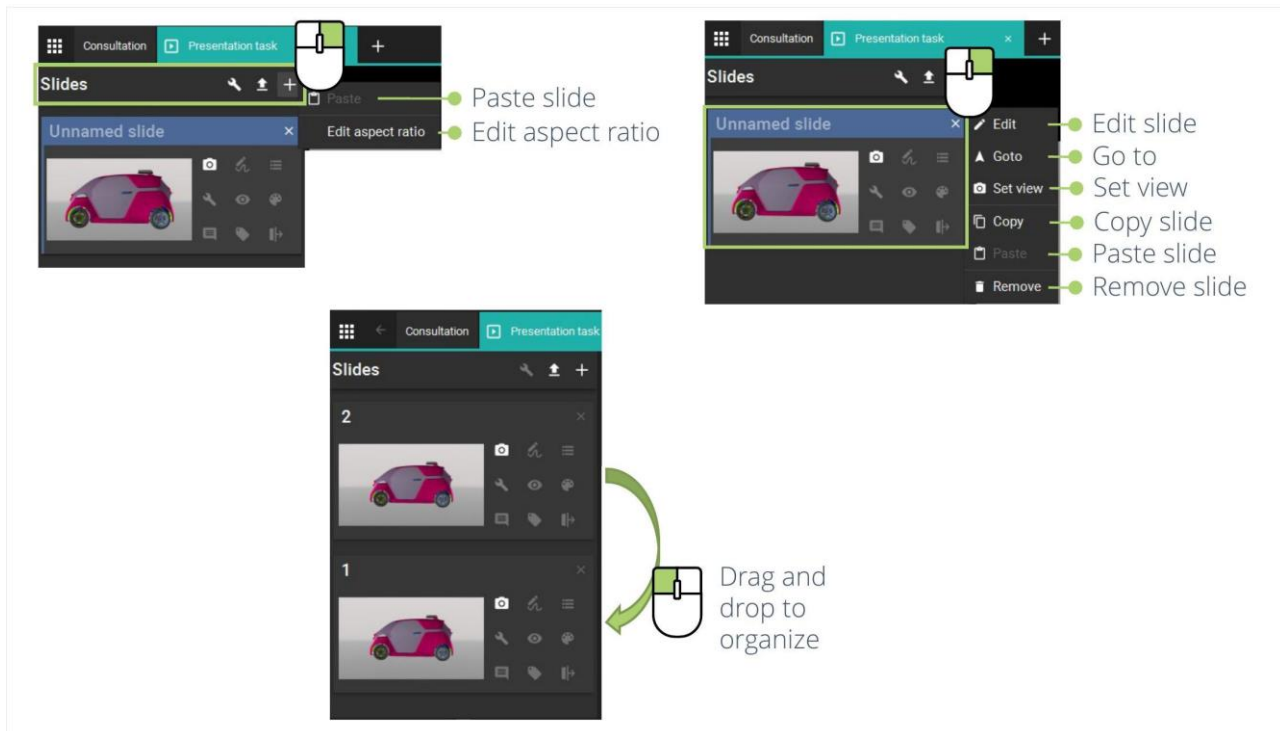 Consultation
Presentation task
Slides
Paste
Edit aspect ratio
Unnamed slide
Paste slide
Edit aspect ratio
Consultation
Presentation task
Slides
Unnamed slide
Edit
Goto
Set view
Copy
Paste
Remove
Edit slide
Go to
Set view
Copy slide
Paste slide
Remove slide
Consultation
Presentation task
Slides
2
1
Drag and
drop to
organize